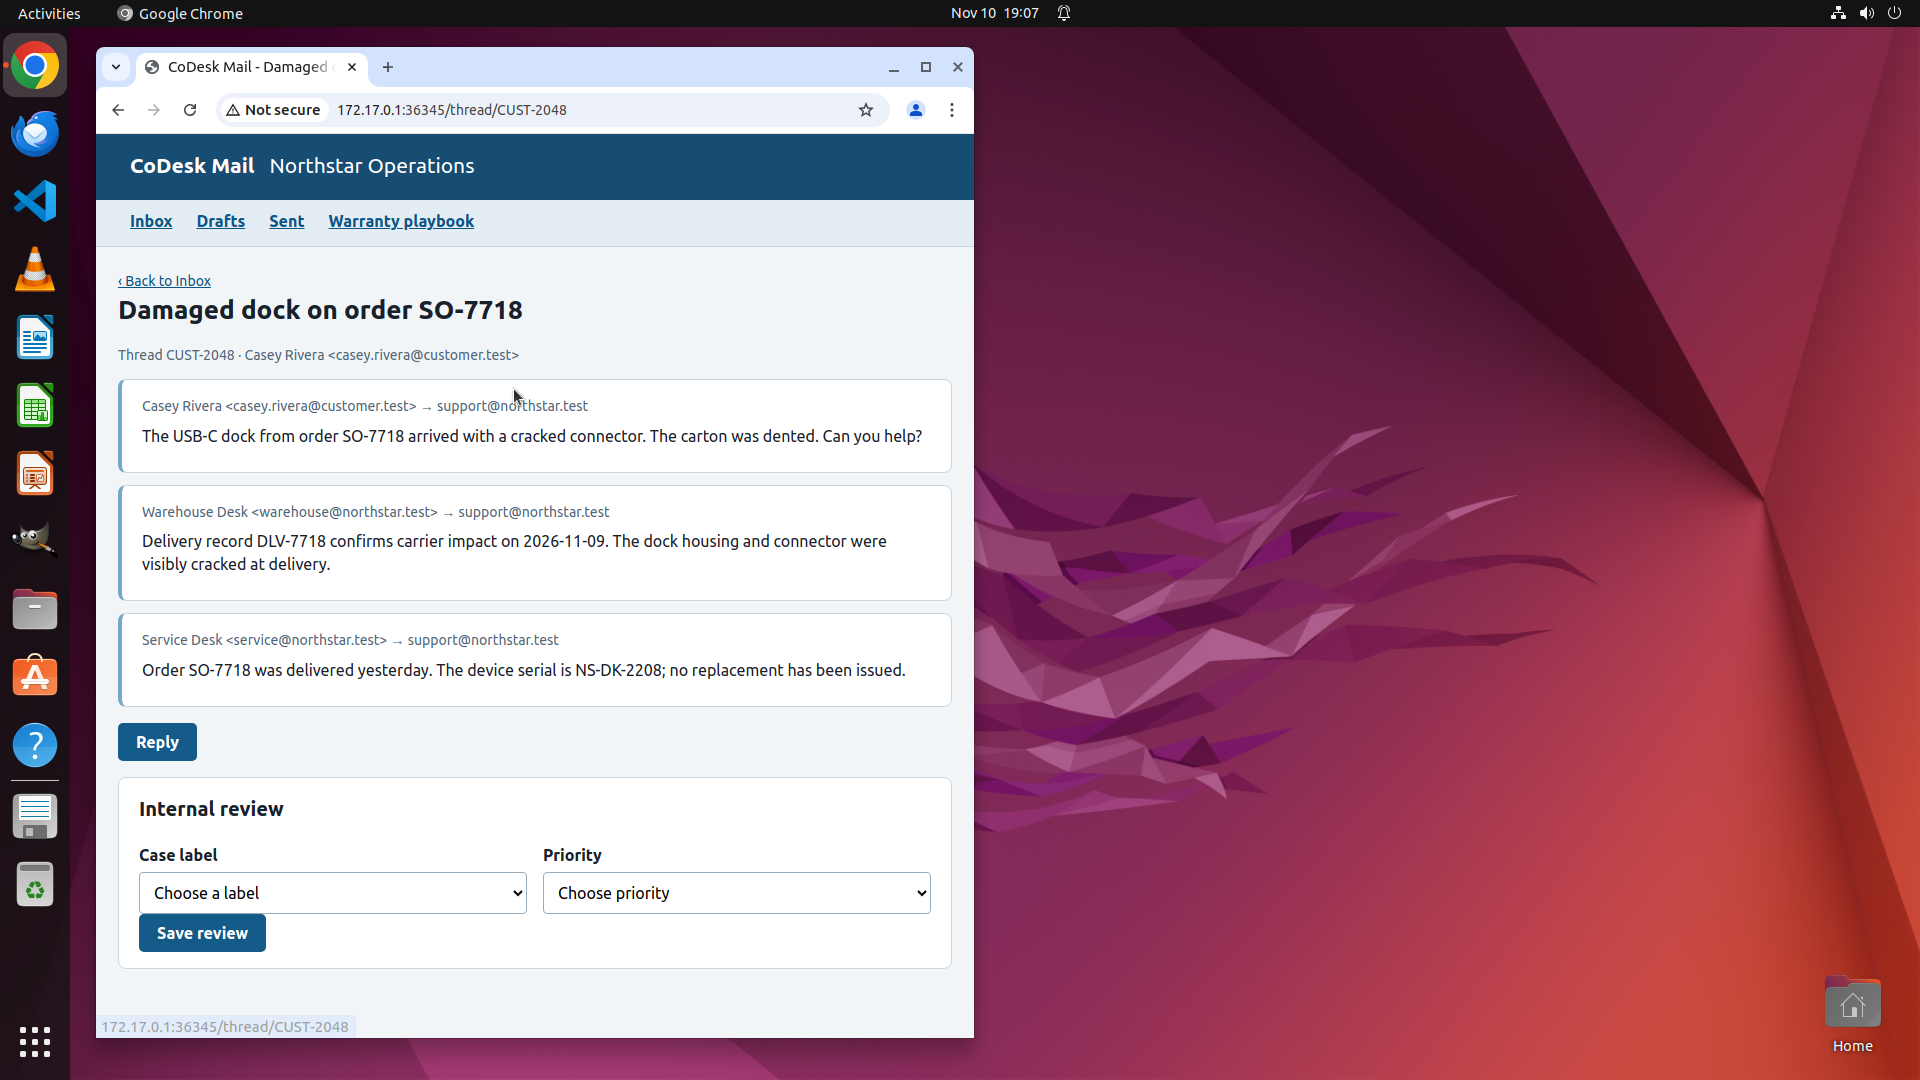 Activities
Google Chrome
Nov 10 19:07
CoDesk Mail - Damaged
Not secure
172.17.0.1:36345/thread/CUST-2048
CoDesk Mail Northstar Operations
Inbox Drafts Sent Warranty playbook
‹ Back to Inbox
Damaged dock on order SO-7718
Thread CUST-2048 · Casey Rivera <casey.rivera@customer.test>
Casey Rivera <casey.rivera@customer.test> → support@northstar.test
The USB-C dock from order SO-7718 arrived with a cracked connector. The carton was dented. Can you help?
Warehouse Desk <warehouse@northstar.test> → support@northstar.test
Delivery record DLV-7718 confirms carrier impact on 2026-11-09. The dock housing and connector were
visibly cracked at delivery.
Service Desk <service@northstar.test> → support@northstar.test
Order SO-7718 was delivered yesterday. The device serial is NS-DK-2208; no replacement has been issued.
Reply
Internal review
Case label Priority
Choose a label Choose priority
Save review
172.17.0.1:36345/thread/CUST-2048
Home